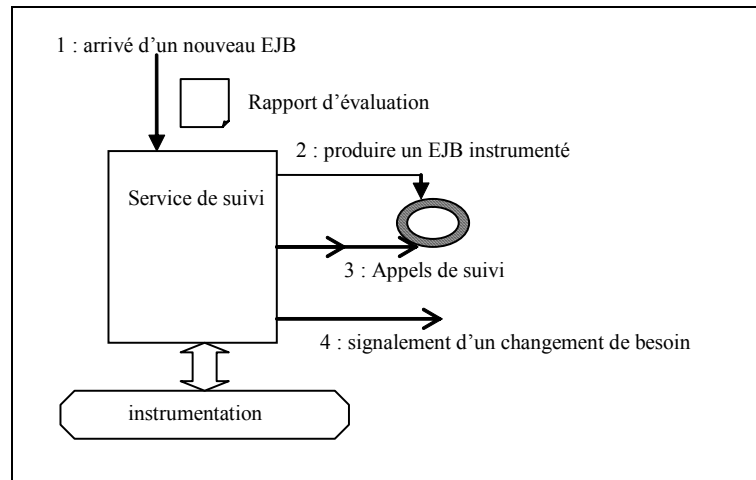 1 : arrivé d'un nouveau EJB
Rapport d'évaluation
2 : produire un EJB instrumenté
Service de suivi
3 : Appels de suivi
4 : signalement d'un changement de besoin
instrumentation